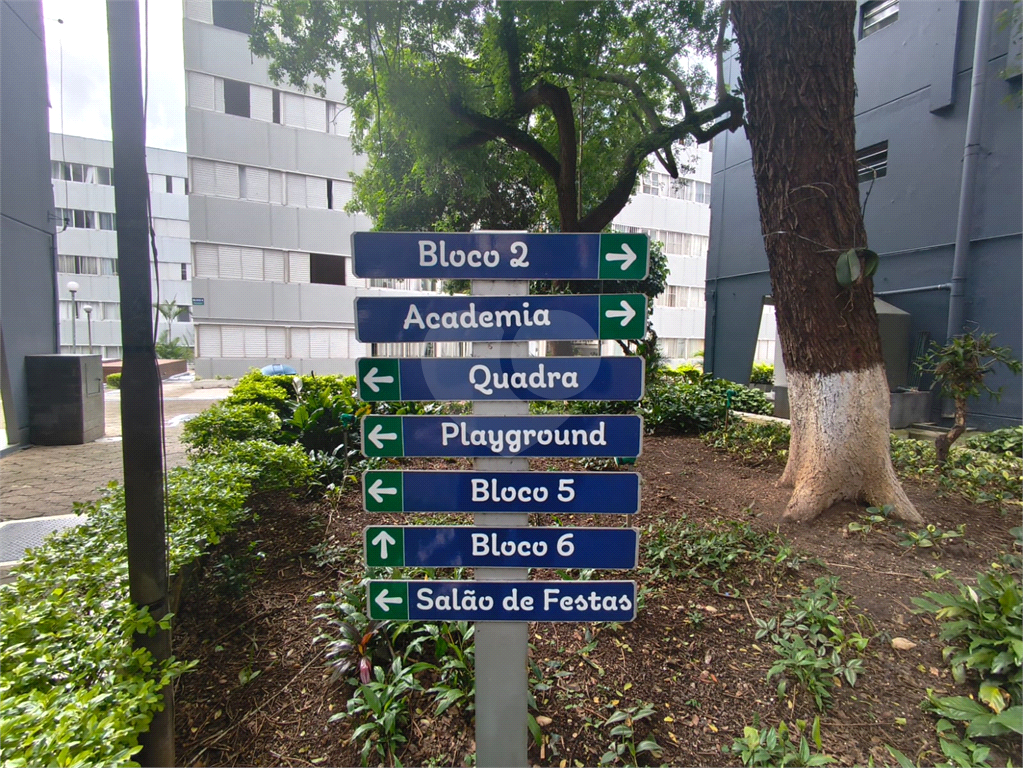 Bloco 2 →
Academia →
← Quadra
← Playground
← Bloco 5
↑ Bloco 6
← Salão de Festas